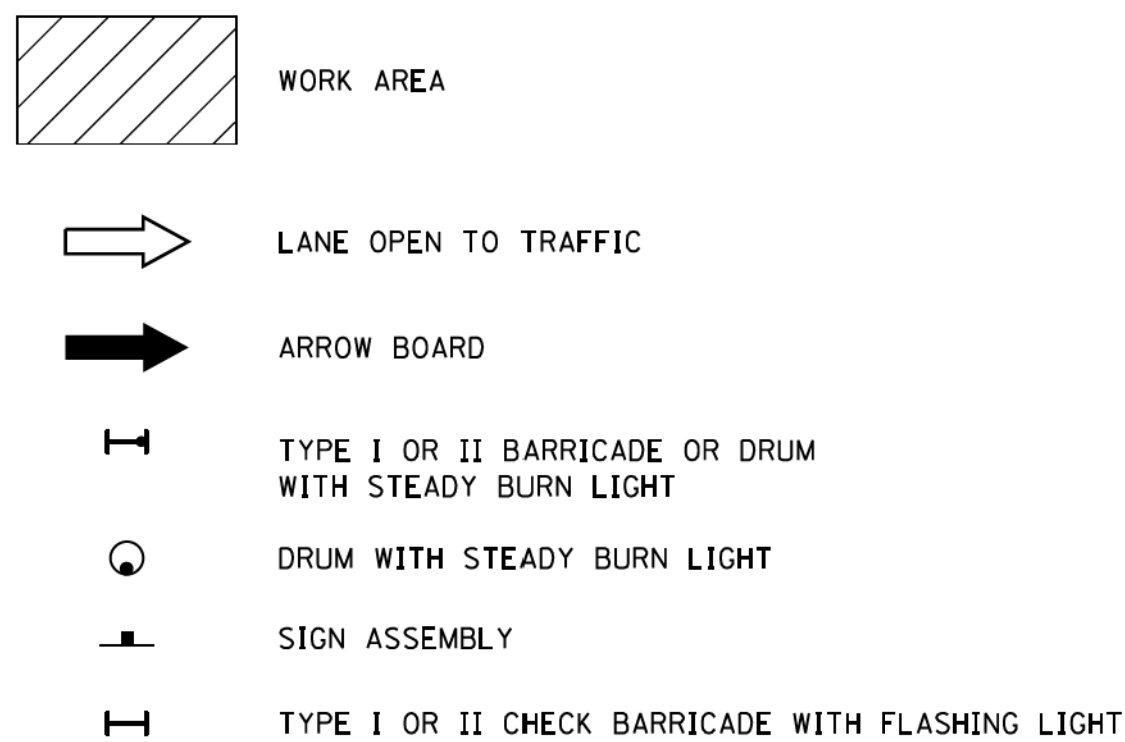 WORK AREA
LANE OPEN TO TRAFFIC
ARROW BOARD
TYPE I OR II BARRICADE OR DRUM
WITH STEADY BURN LIGHT
DRUM WITH STEADY BURN LIGHT
SIGN ASSEMBLY
TYPE I OR II CHECK BARRICADE WITH FLASHING LIGHT